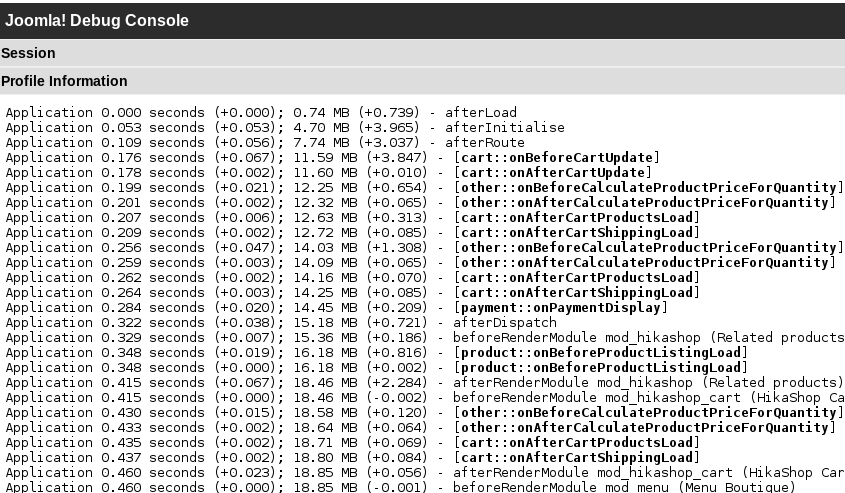 Joomla! Debug Console
Session
Profile Information
Application 0.000 seconds (+0.000); 0.74 MB (+0.739) - afterLoad
Application 0.053 seconds (+0.053); 4.70 MB (+3.965) - afterInitialise
Application 0.109 seconds (+0.056); 7.74 MB (+3.037) - afterRoute
Application 0.176 seconds (+0.067); 11.59 MB (+3.847) - [cart::onBeforeCartUpdate]
Application 0.178 seconds (+0.002); 11.60 MB (+0.010) - [cart::onAfterCartUpdate]
Application 0.199 seconds (+0.021); 12.25 MB (+0.654) - [other::onBeforeCalculateProductPriceForQuantity]
Application 0.201 seconds (+0.002); 12.32 MB (+0.065) - [other::onAfterCalculateProductPriceForQuantity]
Application 0.207 seconds (+0.006); 12.63 MB (+0.313) - [cart::onAfterCartProductsLoad]
Application 0.209 seconds (+0.002); 12.72 MB (+0.085) - [cart::onAfterCartShippingLoad]
Application 0.256 seconds (+0.047); 14.03 MB (+1.308) - [other::onBeforeCalculateProductPriceForQuantity]
Application 0.259 seconds (+0.003); 14.09 MB (+0.065) - [other::onAfterCalculateProductPriceForQuantity]
Application 0.262 seconds (+0.002); 14.16 MB (+0.070) - [cart::onAfterCartProductsLoad]
Application 0.264 seconds (+0.003); 14.25 MB (+0.085) - [cart::onAfterCartShippingLoad]
Application 0.284 seconds (+0.020); 14.45 MB (+0.209) - [payment::onPaymentDisplay]
Application 0.322 seconds (+0.038); 15.18 MB (+0.721) - afterDispatch
Application 0.329 seconds (+0.007); 15.36 MB (+0.186) - beforeRenderModule mod_hikashop (Related products
Application 0.348 seconds (+0.019); 16.18 MB (+0.816) - [product::onBeforeProductListingLoad]
Application 0.348 seconds (+0.000); 16.18 MB (+0.002) - [product::onBeforeProductListingLoad]
Application 0.415 seconds (+0.067); 18.46 MB (+2.284) - afterRenderModule mod_hikashop (Related products)
Application 0.415 seconds (+0.000); 18.46 MB (-0.002) - beforeRenderModule mod_hikashop_cart (HikaShop Ca
Application 0.430 seconds (+0.015); 18.58 MB (+0.120) - [other::onBeforeCalculateProductPriceForQuantity]
Application 0.433 seconds (+0.002); 18.64 MB (+0.064) - [other::onAfterCalculateProductPriceForQuantity]
Application 0.435 seconds (+0.002); 18.71 MB (+0.069) - [cart::onAfterCartProductsLoad]
Application 0.437 seconds (+0.002); 18.80 MB (+0.084) - [cart::onAfterCartShippingLoad]
Application 0.460 seconds (+0.023); 18.85 MB (+0.056) - afterRenderModule mod_hikashop_cart (HikaShop Car
Application 0.460 seconds (+0.000); 18.85 MB (-0.001) - beforeRenderModule mod_menu (Menu Boutique)